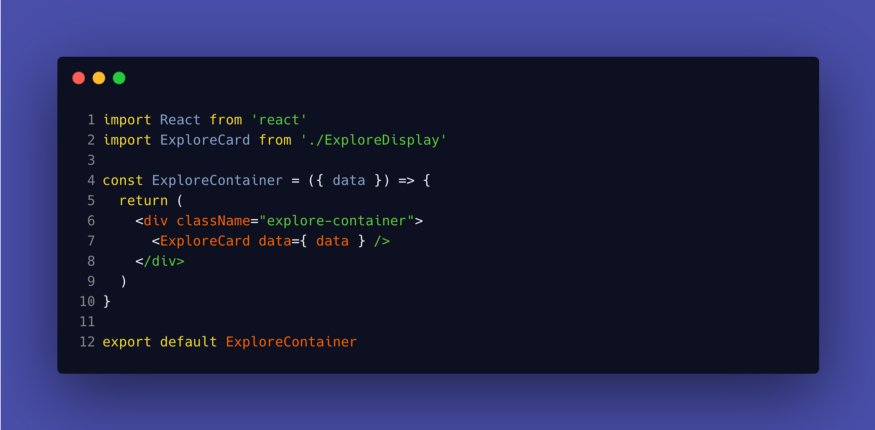 1 import React from 'react'
2 import ExploreCard from './ExploreDisplay'
3
4 const ExploreContainer = ({ data }) => {
5   return (
6     <div className="explore-container">
7       <ExploreCard data={ data } />
8     </div>
9   )
10 }
11
12 export default ExploreContainer